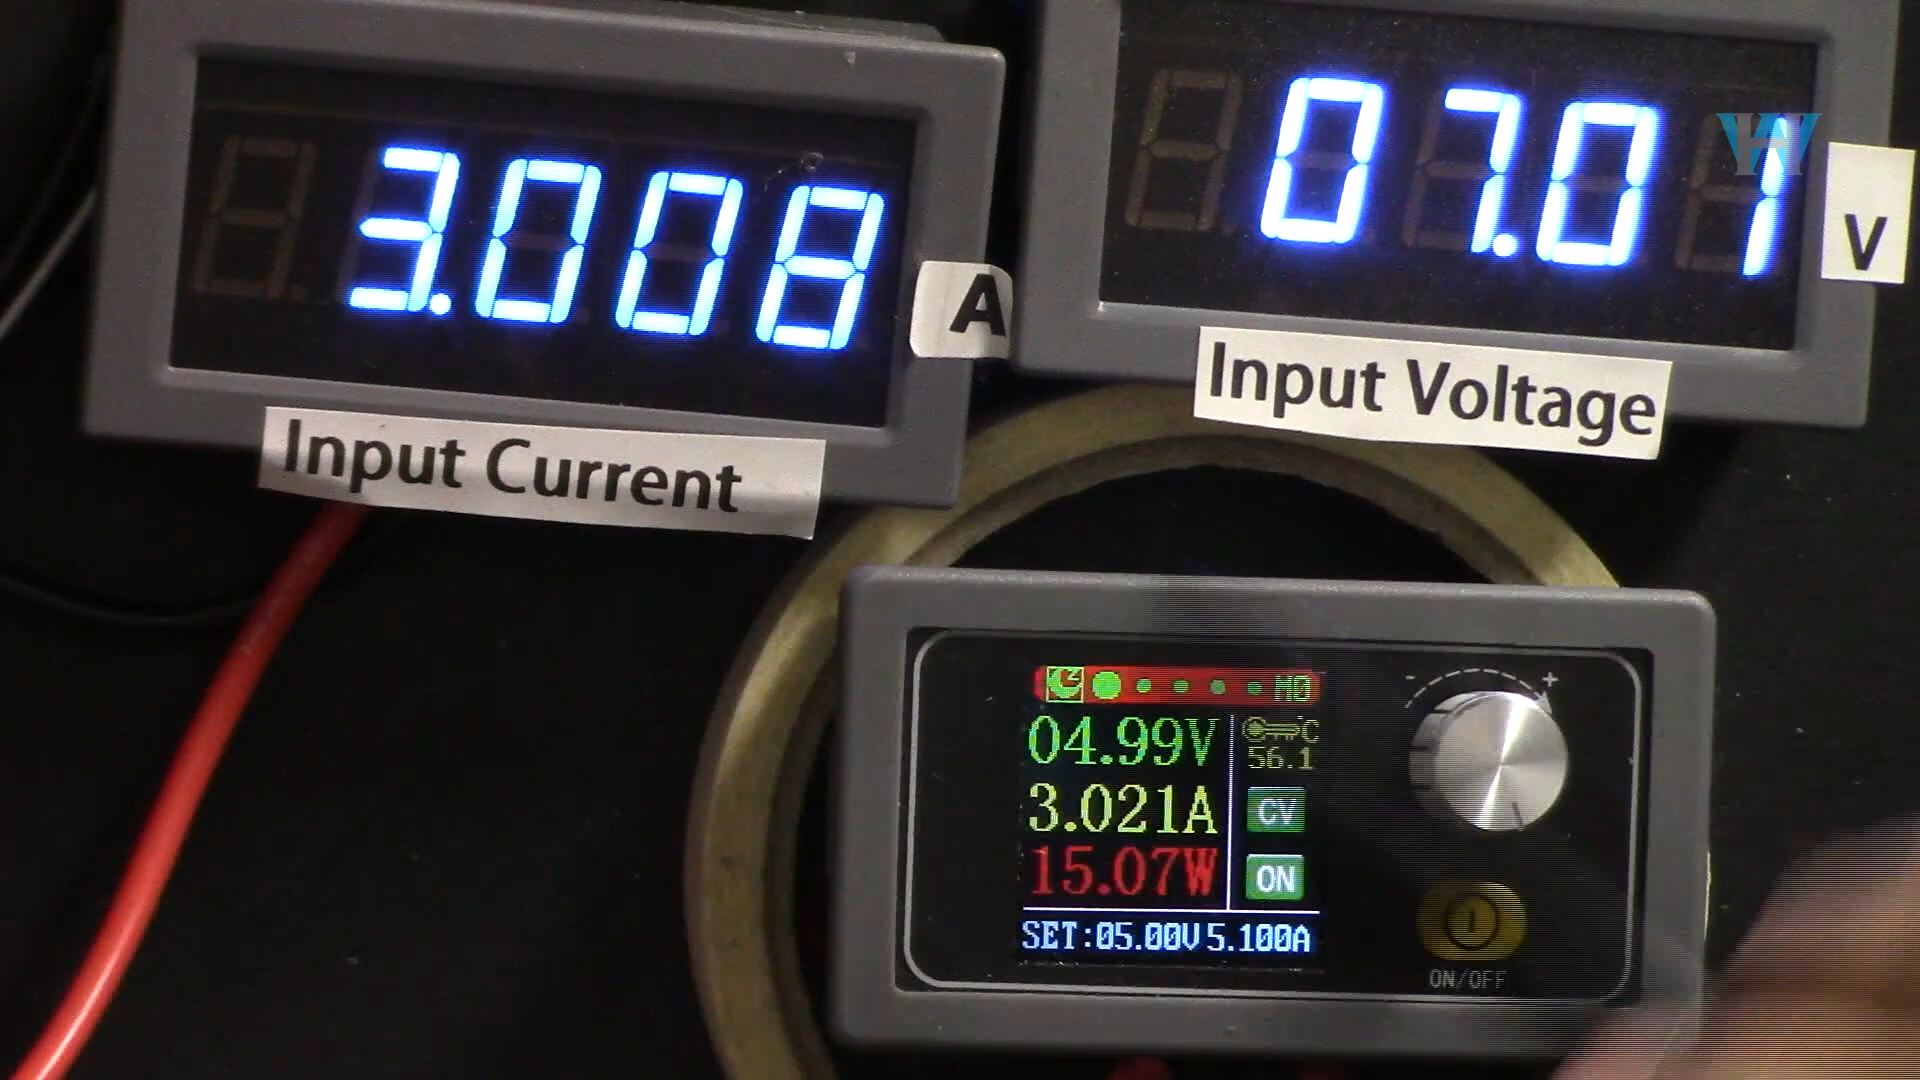 3.008
A
Input Current
07.01
V
Input Voltage
M0
04.99V
3.021A
15.07W
°C
56.1
CV
ON
SET:05.00V 5.100A
- +
ON/OFF